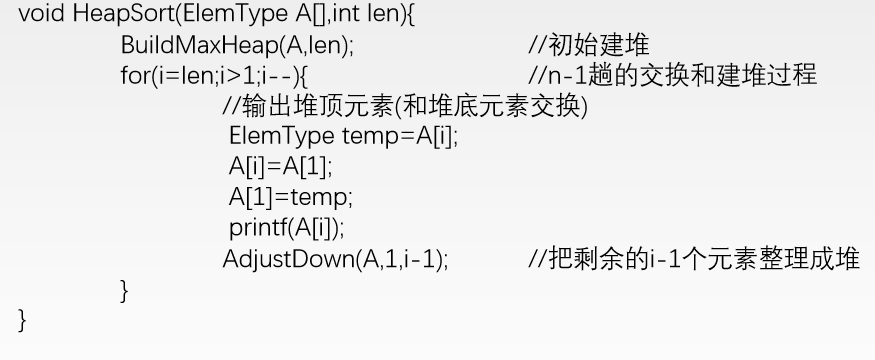 void HeapSort(ElemType A[],int len){
BuildMaxHeap(A,len); //初始建堆
for(i=len;i>1;i--){ //n-1趟的交换和建堆过程
//输出堆顶元素(和堆底元素交换)
ElemType temp=A[i];
A[i]=A[1];
A[1]=temp;
printf(A[i]);
AdjustDown(A,1,i-1); //把剩余的i-1个元素整理成堆
}
}